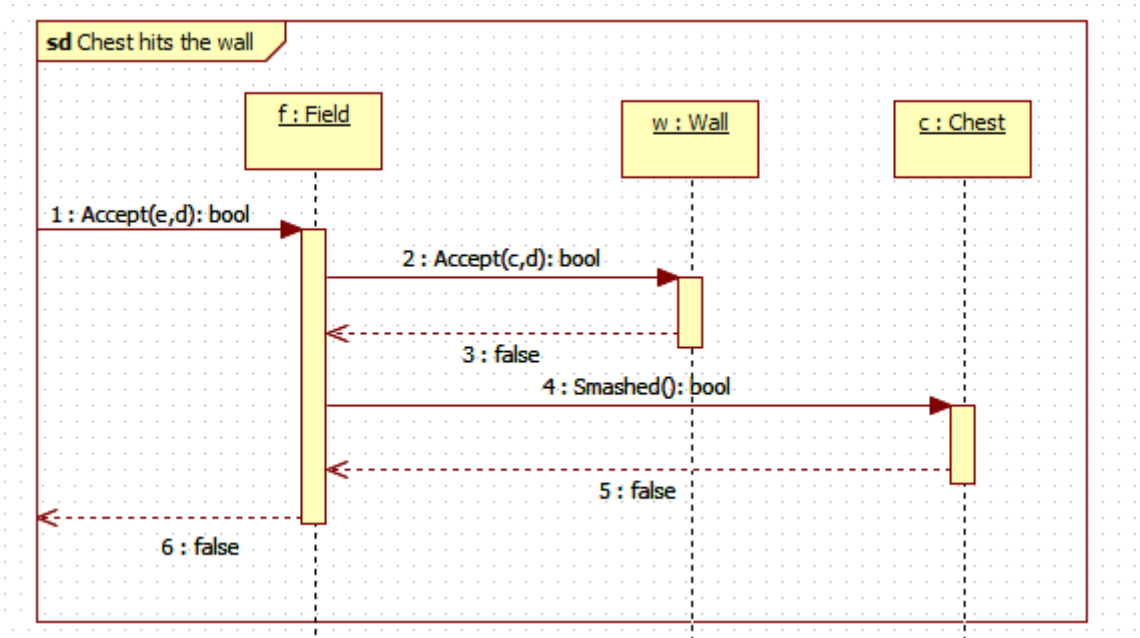 sd Chest hits the wall
f : Field
w : Wall
c : Chest
1 : Accept(e,d): bool
2 : Accept(c,d): bool
3 : false
4 : Smashed(): bool
5 : false
6 : false